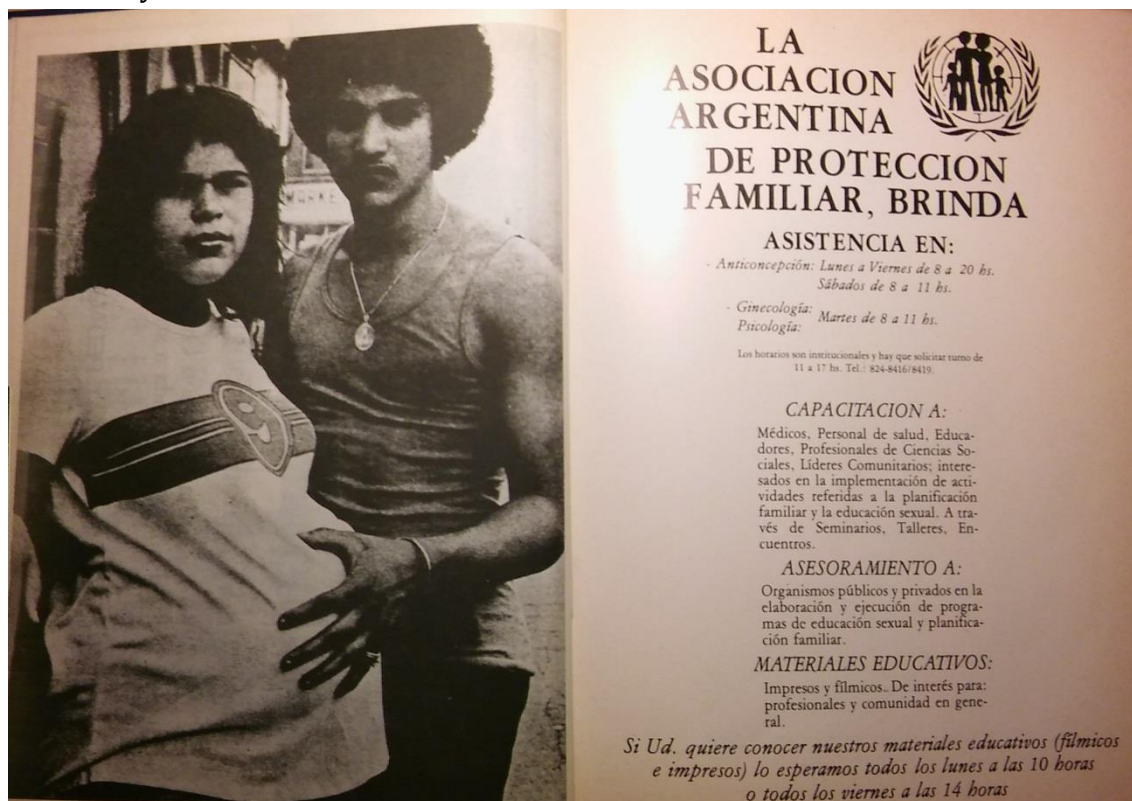 MARKE
LA
ASOCIACION
ARGENTINA
DE PROTECCION
FAMILIAR, BRINDA
ASISTENCIA EN:
- Anticoncepción: Lunes a Viernes de 8 a 20 hs.
Sábados de 8 a 11 hs.
- Ginecología:
Psicología:
Martes de 8 a 11 hs.
Los horarios son institucionales y hay que solicitar turno de
11 a 17 hs. Tel.: 824-8416/8419.
CAPACITACION A:
Médicos, Personal de salud, Educa-
dores, Profesionales de Ciencias So-
ciales, Líderes Comunitarios; intere-
sados en la implementación de acti-
vidades referidas a la planificación
familiar y la educación sexual. A tra-
vés de Seminarios, Talleres, En-
cuentros.
ASESORAMIENTO A:
Organismos públicos y privados en la
elaboración y ejecución de progra-
mas de educación sexual y planifica-
ción familiar.
MATERIALES EDUCATIVOS:
Impresos y fílmicos.. De interés para:
profesionales y comunidad en gene-
ral.
Si Ud. quiere conocer nuestros materiales educativos (fílmicos
e impresos) lo esperamos todos los lunes a las 10 horas
o todos los viernes a las 14 horas